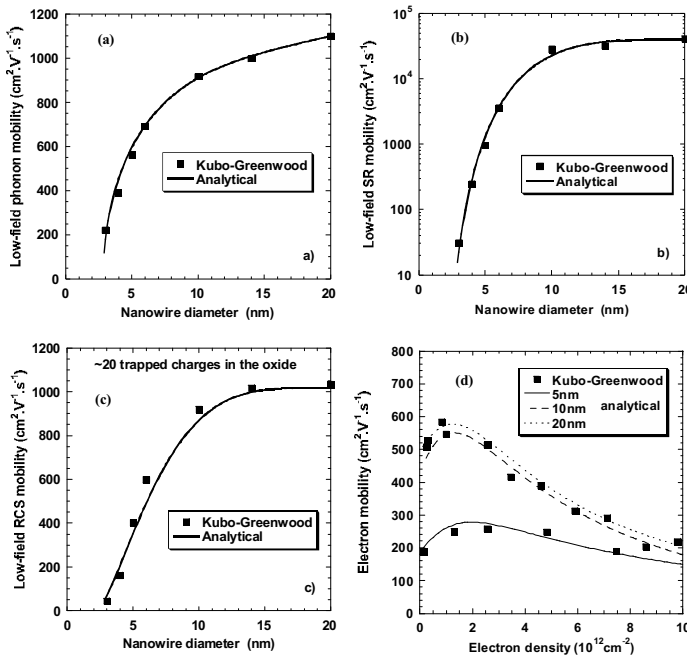 (a)
Low-field phonon mobility (cm².V⁻¹.s⁻¹)
1200
1000
800
600
400
200
0
Kubo-Greenwood
Analytical
a)
0 5 10 15 20
Nanowire diameter (nm)
(b)
Low-field SR mobility (cm².V⁻¹.s⁻¹)
10⁵
10⁴
1000
100
10
Kubo-Greenwood
Analytical
b)
0 5 10 15 20
Nanowire diameter (nm)
~20 trapped charges in the oxide
(c)
Low-field RCS mobility (cm².V⁻¹.s⁻¹)
1200
1000
800
600
400
200
0
Kubo-Greenwood
Analytical
c)
0 5 10 15 20
Nanowire diameter (nm)
(d)
Electron mobility (cm².V⁻¹.s⁻¹)
800
700
600
500
400
300
200
100
0
Kubo-Greenwood
5nm
10nm analytical
20nm
0 2 4 6 8 10
Electron density (10¹²cm⁻²)